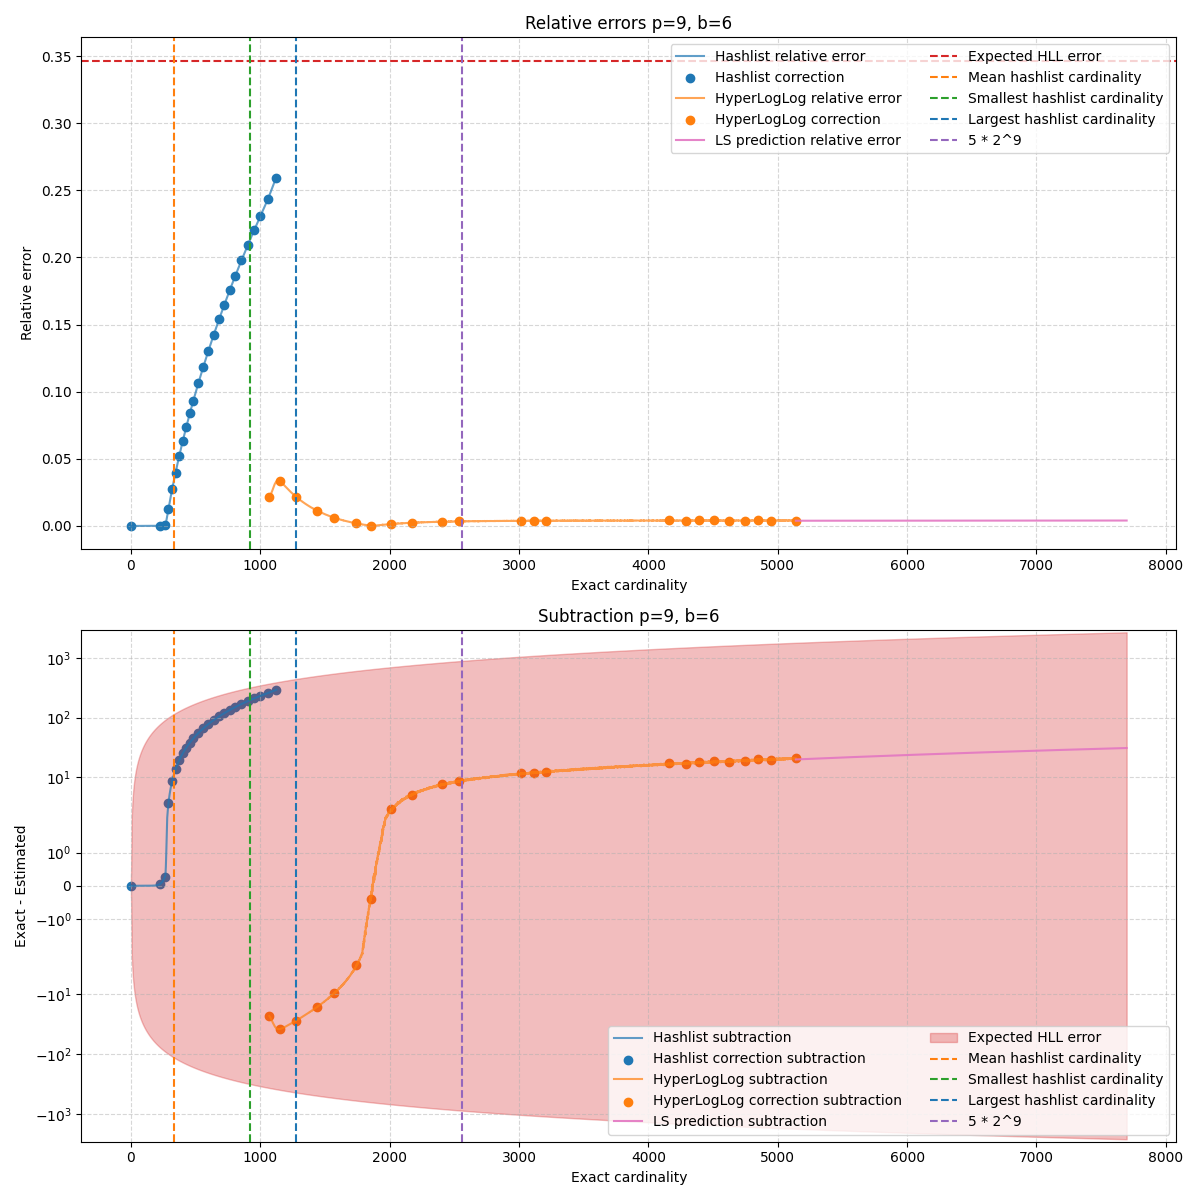 Relative errors p=9, b=6
Relative error
0.35
0.30
0.25
0.20
0.15
0.10
0.05
0.00
Hashlist relative error
Hashlist correction
HyperLogLog relative error
HyperLogLog correction
LS prediction relative error
Expected HLL error
Mean hashlist cardinality
Smallest hashlist cardinality
Largest hashlist cardinality
5 * 2^9
0 1000 2000 3000 4000 5000 6000 7000 8000
Exact cardinality
Subtraction p=9, b=6
Exact - Estimated
10³
10²
10¹
10⁰
0
−10⁰
−10¹
−10²
−10³
Hashlist subtraction
Hashlist correction subtraction
HyperLogLog subtraction
HyperLogLog correction subtraction
LS prediction subtraction
Expected HLL error
Mean hashlist cardinality
Smallest hashlist cardinality
Largest hashlist cardinality
5 * 2^9
0 1000 2000 3000 4000 5000 6000 7000 8000
Exact cardinality